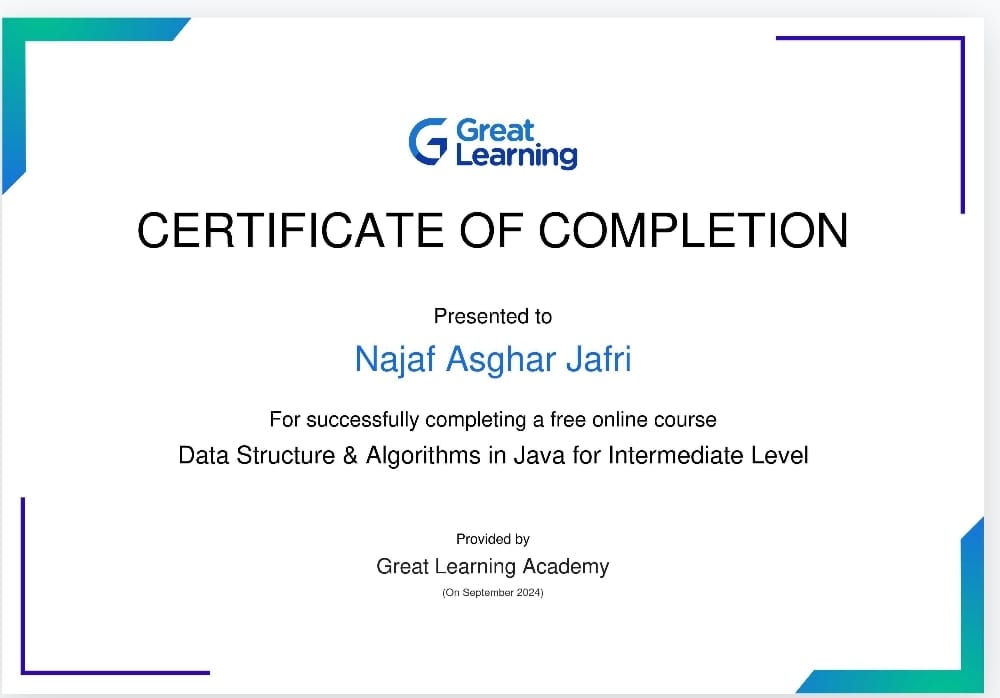 Great
Learning
CERTIFICATE OF COMPLETION
Presented to
Najaf Asghar Jafri
For successfully completing a free online course
Data Structure & Algorithms in Java for Intermediate Level
Provided by
Great Learning Academy
(On September 2024)